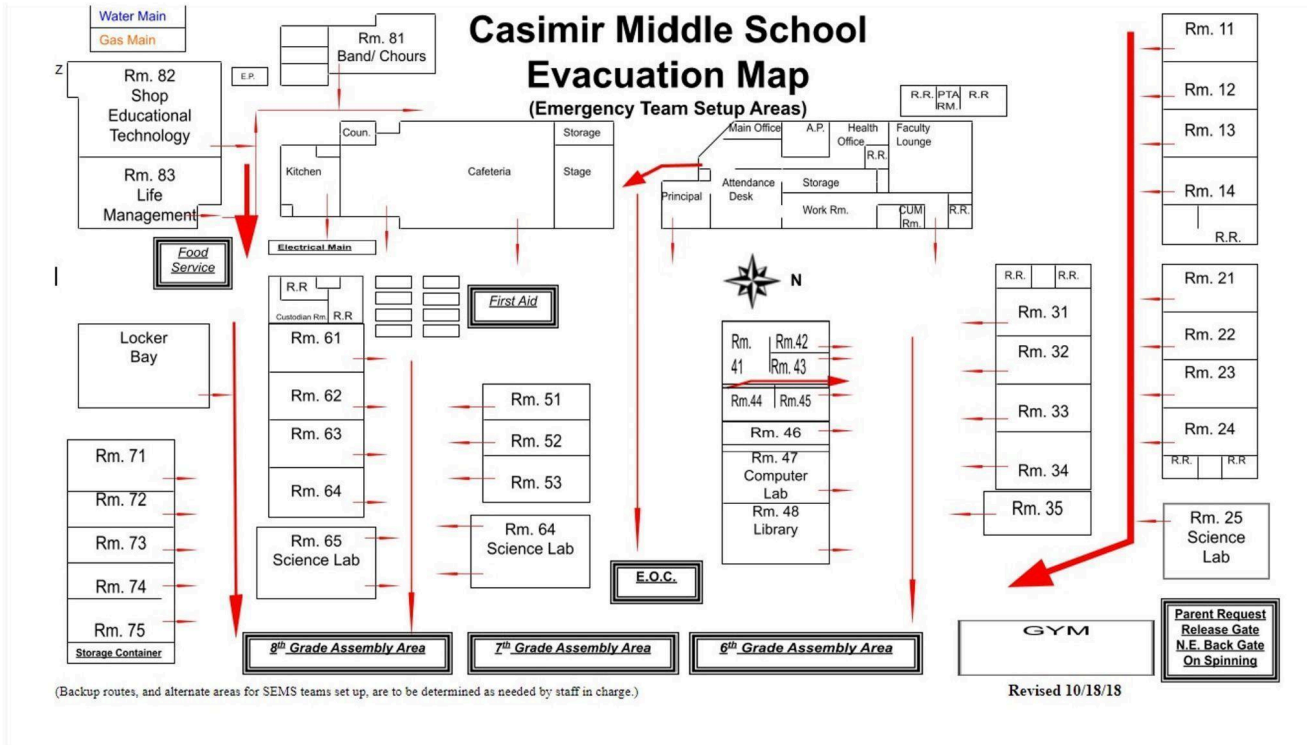 Water Main
Gas Main
Casimir Middle School
Evacuation Map
(Emergency Team Setup Areas)
Z
Rm. 82
Shop
Educational
Technology
Rm. 83
Life
Management
E.P.
Rm. 81
Band/ Chours
Coun.
Kitchen
Cafeteria
Storage
Stage
Electrical Main
Food
Service
First Aid
Main Office
A.P.
Health
Office
R.R.
Faculty
Lounge
Principal
Attendance
Desk
Storage
Work Rm.
CUM
Rm.
R.R.
R.R.
PTA
RM.
R.R
Rm. 11
Rm. 12
Rm. 13
Rm. 14
R.R.
N
Locker
Bay
R.R
Custodian Rm.
R.R
Rm. 61
Rm. 62
Rm. 63
Rm. 64
Rm. 65
Science Lab
Rm. 51
Rm. 52
Rm. 53
Rm. 64
Science Lab
Rm.
41
Rm.42
Rm. 43
Rm.44
Rm.45
Rm. 46
Rm. 47
Computer
Lab
Rm. 48
Library
R.R.
R.R.
Rm. 31
Rm. 32
Rm. 33
Rm. 34
Rm. 35
Rm. 21
Rm. 22
Rm. 23
Rm. 24
R.R.
R.R
Rm. 25
Science
Lab
Rm. 71
Rm. 72
Rm. 73
Rm. 74
Rm. 75
Storage Container
E.O.C.
8th Grade Assembly Area
7th Grade Assembly Area
6th Grade Assembly Area
GYM
Parent Request
Release Gate
N.E. Back Gate
On Spinning
(Backup routes, and alternate areas for SEMS teams set up, are to be determined as needed by staff in charge.)
Revised 10/18/18